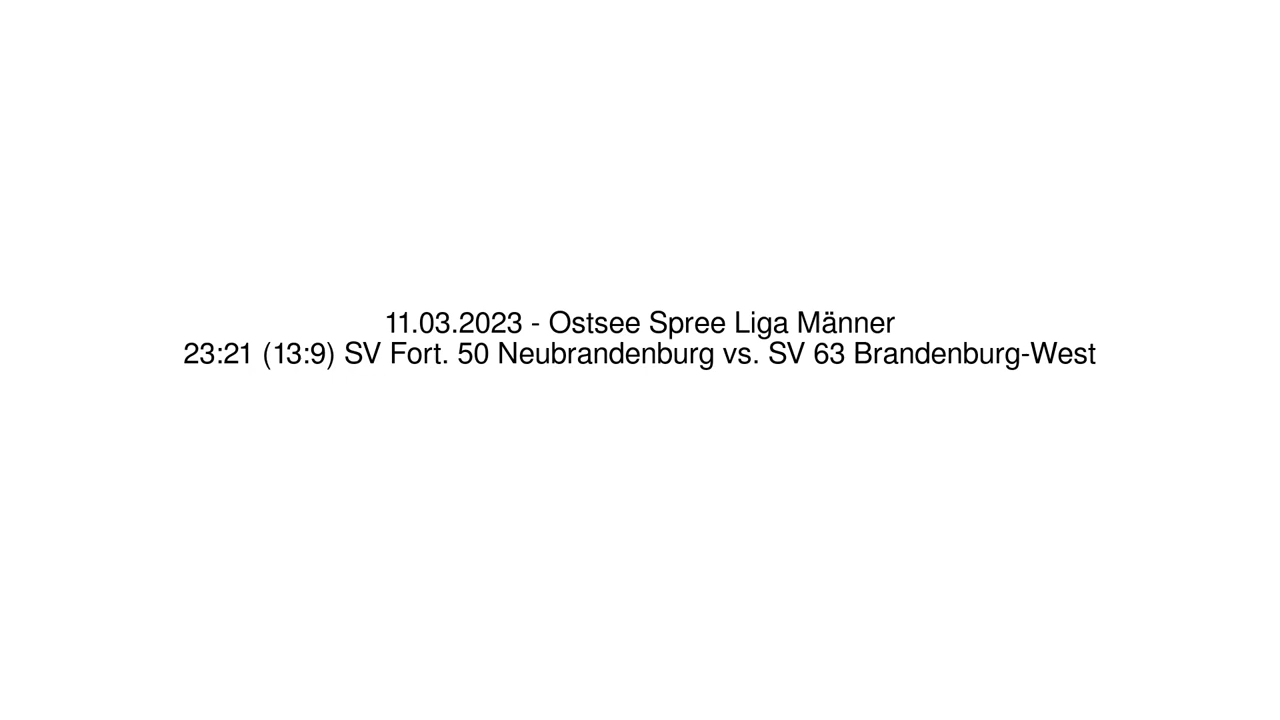 11.03.2023 - Ostsee Spree Liga Männer
23:21 (13:9) SV Fort. 50 Neubrandenburg vs. SV 63 Brandenburg-West